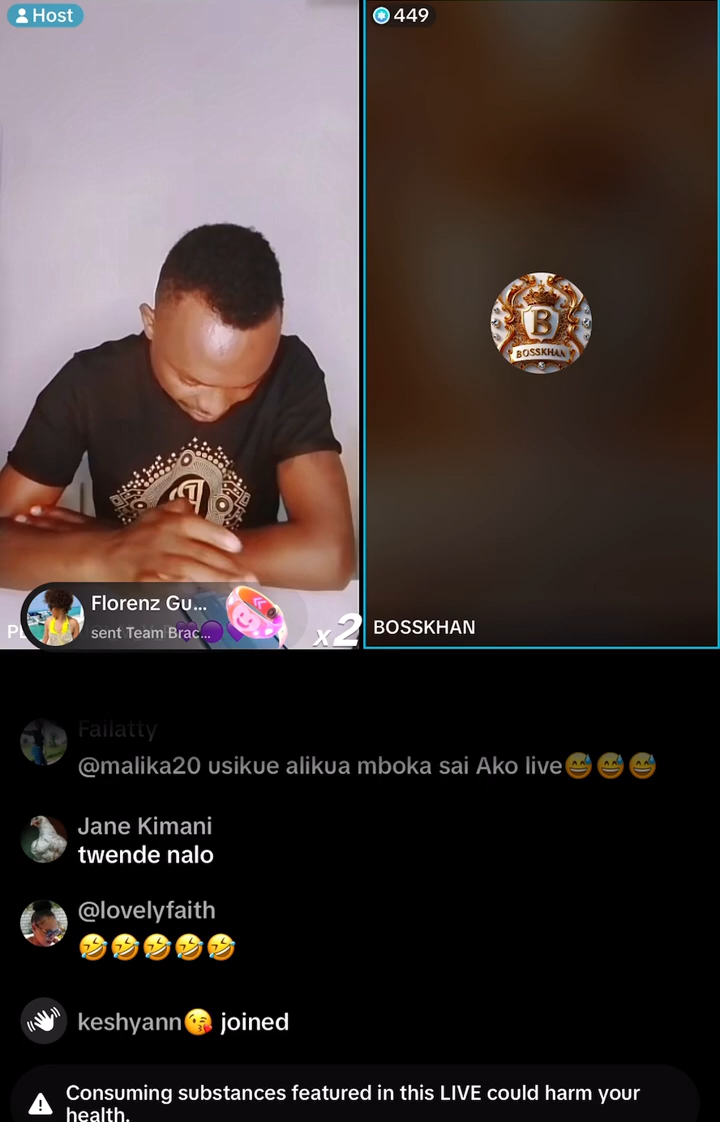 Host
449
B
BOSSKHAN
Florenz Gu...
sent Team Brac...
x2
BOSSKHAN
Failatty
@malika20 usikue alikua mboka sai Ako live😅😅😅
Jane Kimani
twende nalo
@lovelyfaith
🤣🤣🤣🤣🤣
keshyann😘 joined
Consuming substances featured in this LIVE could harm your
health.